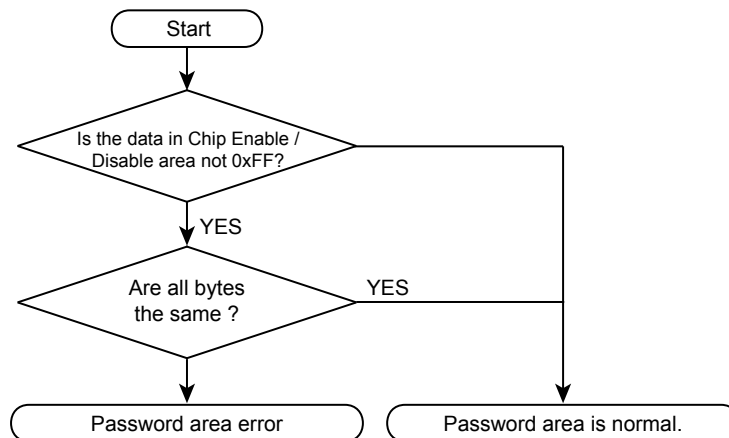 Start
Is the data in Chip Enable /
Disable area not 0xFF?
YES
Are all bytes
the same ?
YES
Password area error
Password area is normal.